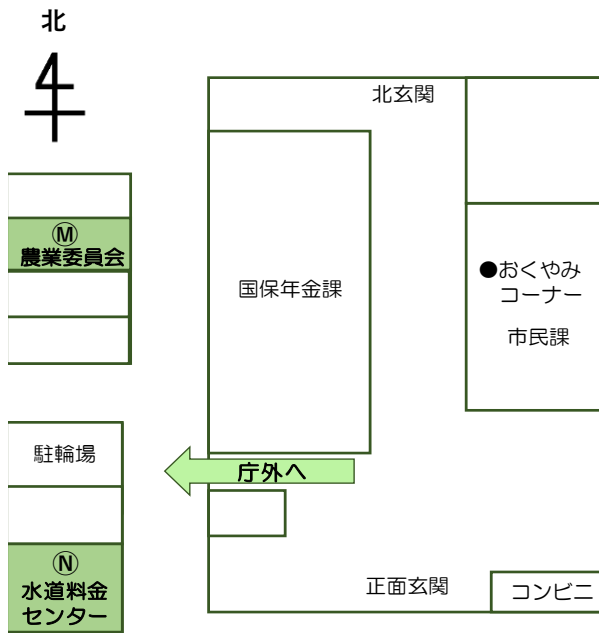 北
北玄関
Ⓜ
農業委員会
国保年金課
●おくやみ
コーナー
市民課
駐輪場
庁外へ
Ⓝ
水道料金
センター
正面玄関
コンビニ